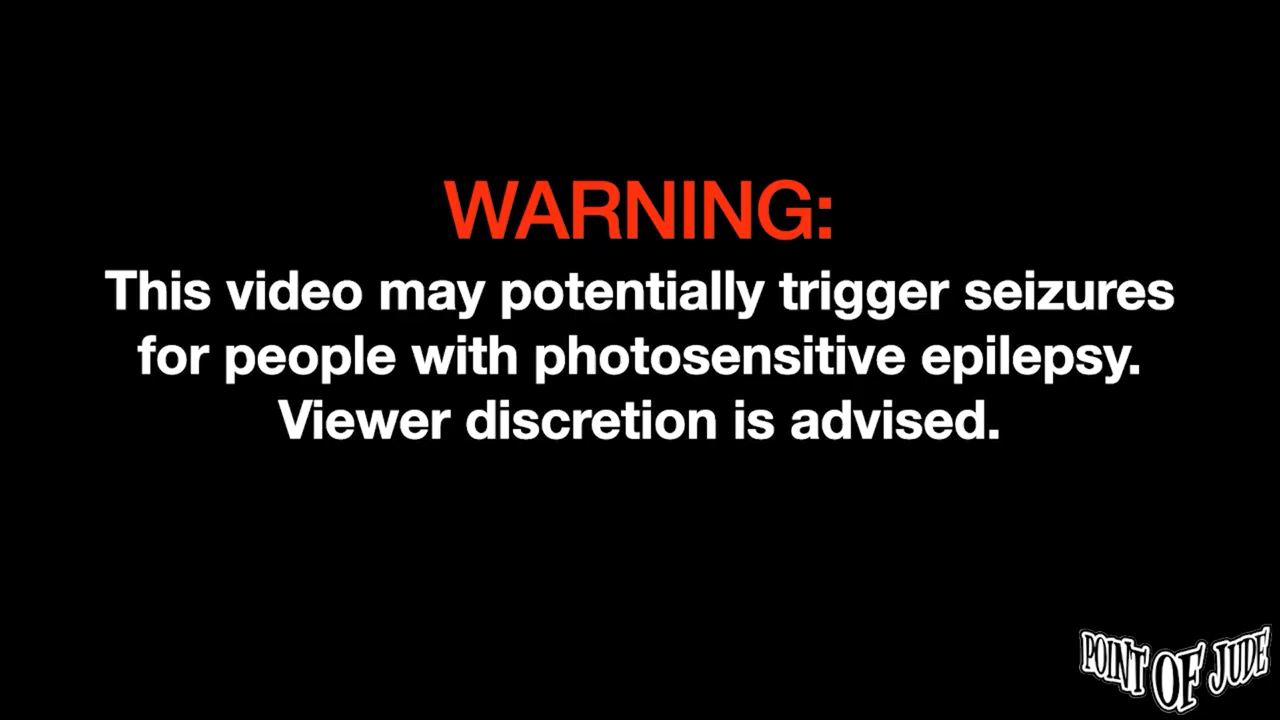 WARNING:
This video may potentially trigger seizures
for people with photosensitive epilepsy.
Viewer discretion is advised.
POINT OF JUDE